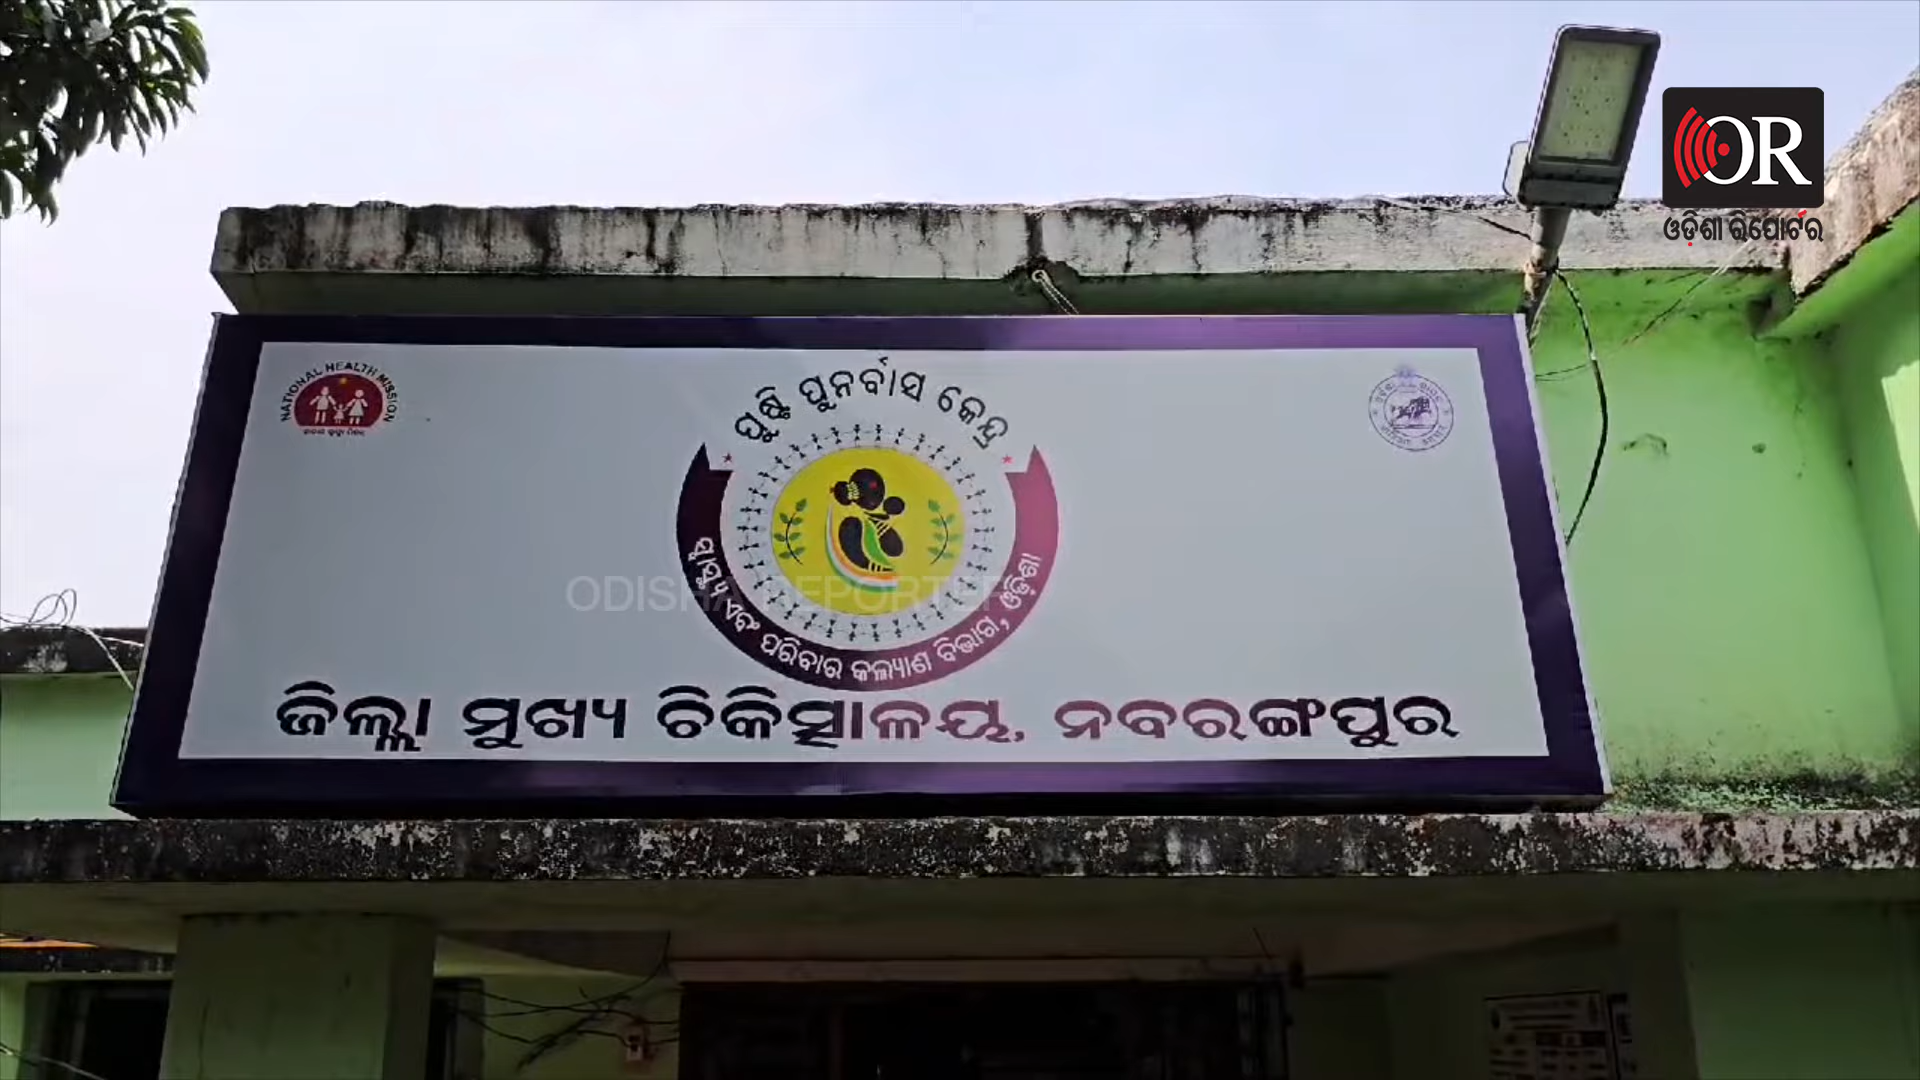 OR
ଓଡ଼ିଶା ରିପୋର୍ଟର
NATIONAL HEALTH MISSION
ପୁଷ୍ଟି ପୁନର୍ବାସ କେନ୍ଦ୍ର
ସ୍ୱାସ୍ଥ୍ୟ ଏବଂ ପରିବାର କଲ୍ୟାଣ ବିଭାଗ, ଓଡ଼ିଶା
ODISHA REPORTER
ଜିଲ୍ଲା ମୁଖ୍ୟ ଚିକିତ୍ସାଳୟ, ନବରଙ୍ଗପୁର